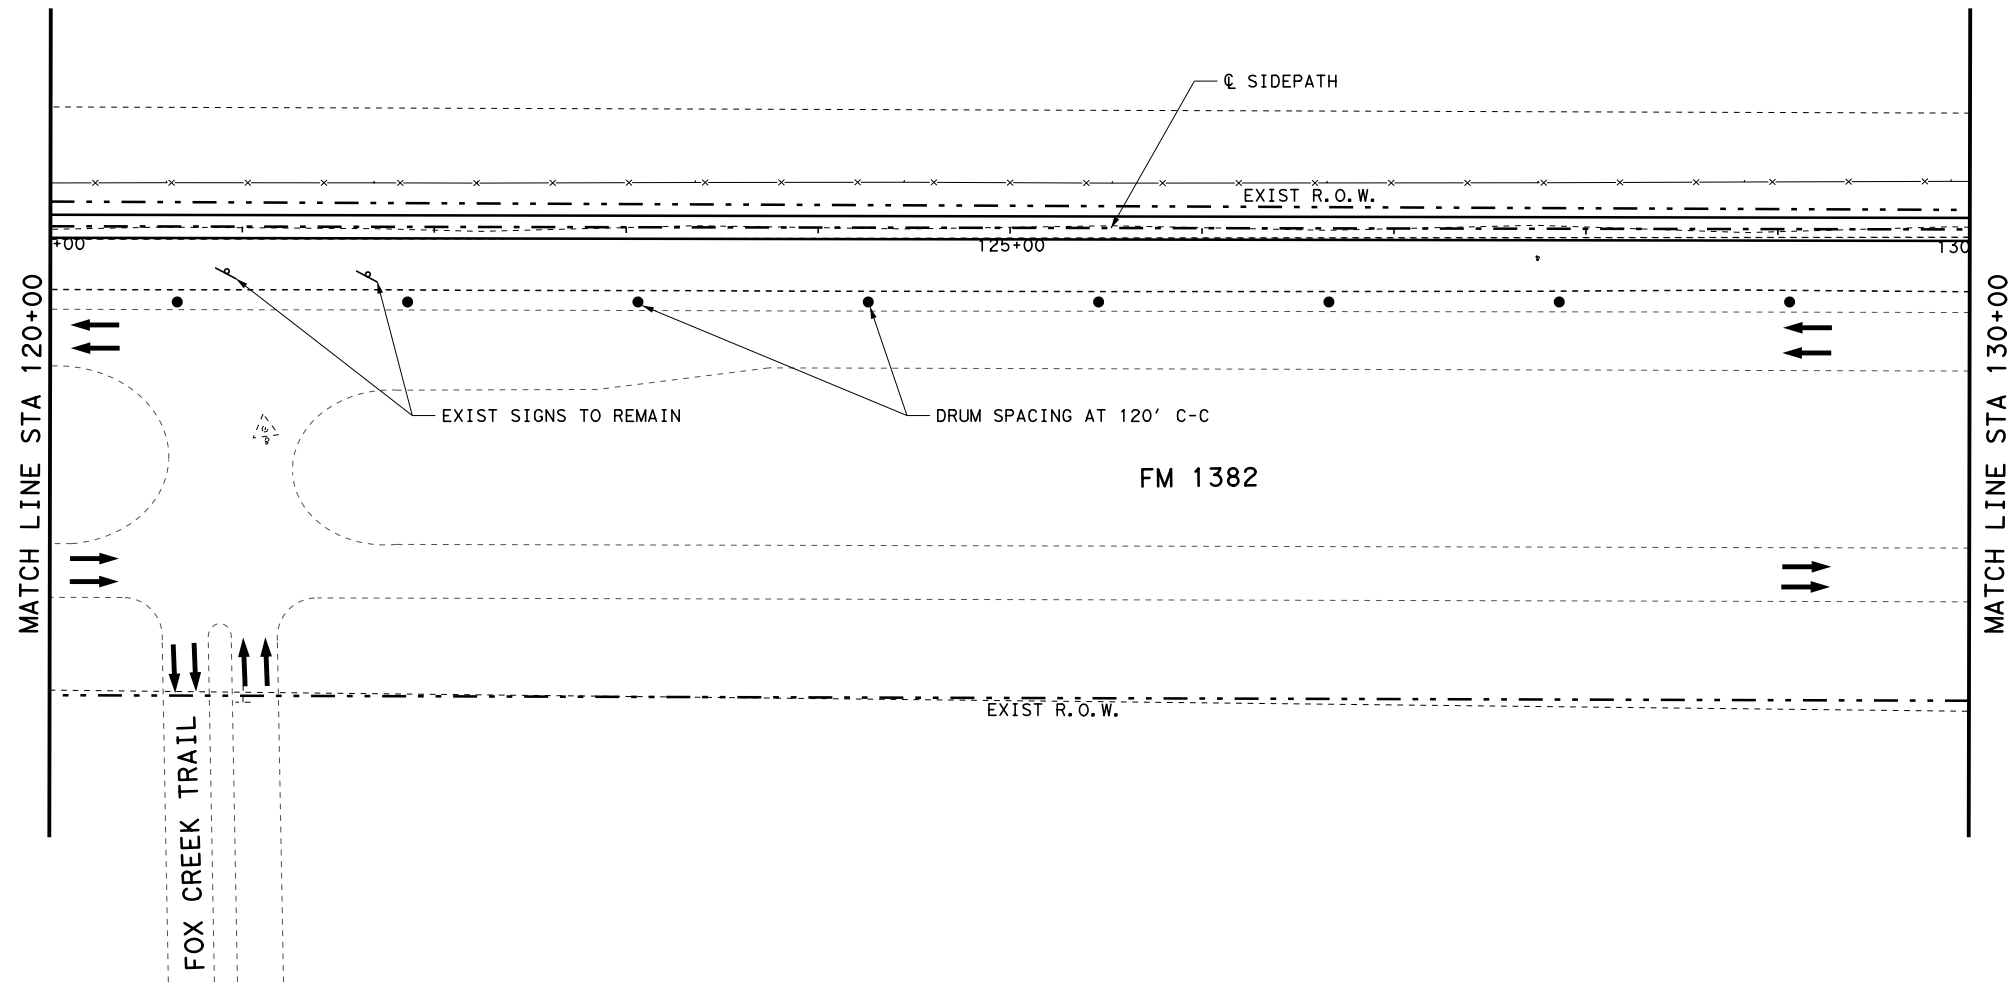 ℄ SIDEPATH
EXIST R.O.W.
+00
125+00
130
MATCH LINE STA 120+00
MATCH LINE STA 130+00
EXIST SIGNS TO REMAIN
DRUM SPACING AT 120' C-C
FM 1382
EXIST R.O.W.
FOX CREEK TRAIL